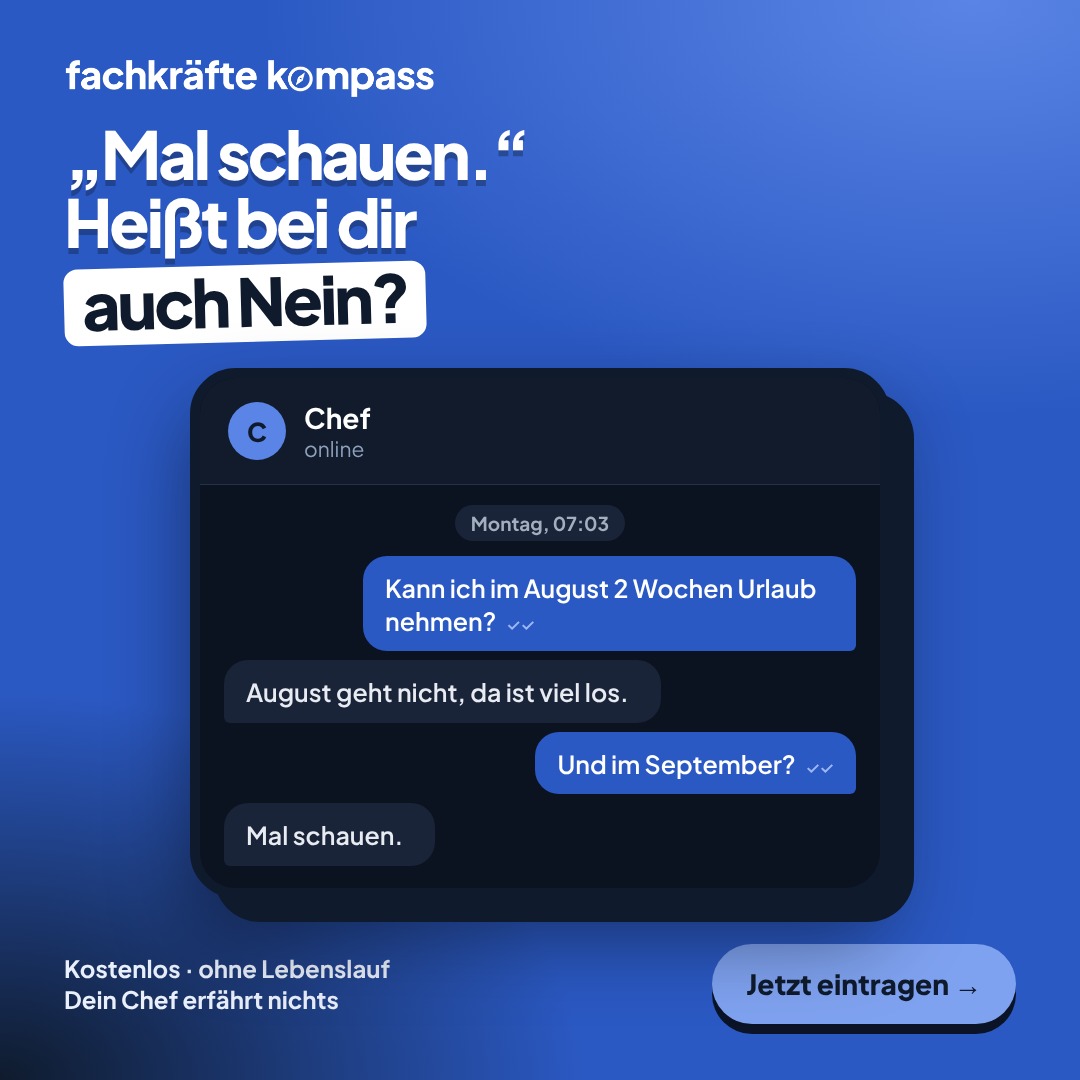 fachkräfte kompass
„Mal schauen.“
Heißt bei dir
auch Nein?
C
Chef
online
Montag, 07:03
Kann ich im August 2 Wochen Urlaub
nehmen? ✓✓
August geht nicht, da ist viel los.
Und im September? ✓✓
Mal schauen.
Kostenlos · ohne Lebenslauf
Dein Chef erfährt nichts
Jetzt eintragen →